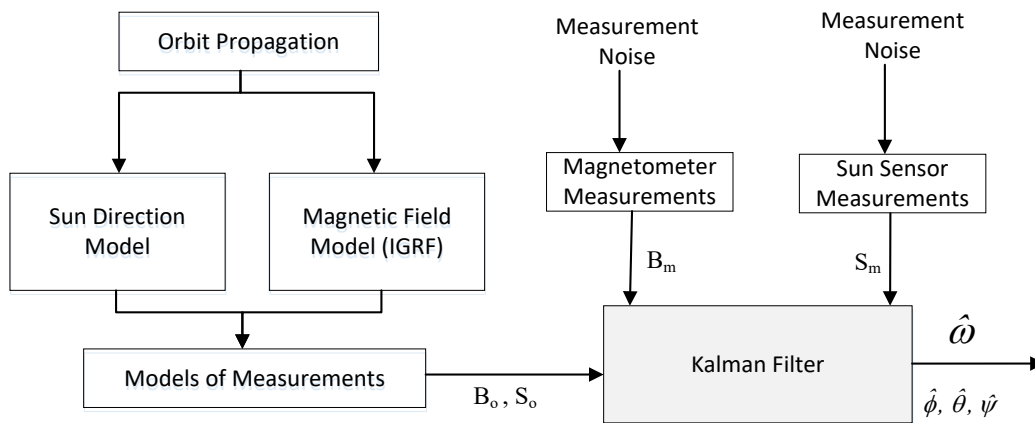 Orbit Propagation
Measurement
Noise
Measurement
Noise
Sun Direction
Model
Magnetic Field
Model (IGRF)
Magnetometer
Measurements
Sun Sensor
Measurements
Bₘ
Sₘ
Models of Measurements
Bₒ , Sₒ
Kalman Filter
ω̂
ϕ̂, θ̂, ψ̂